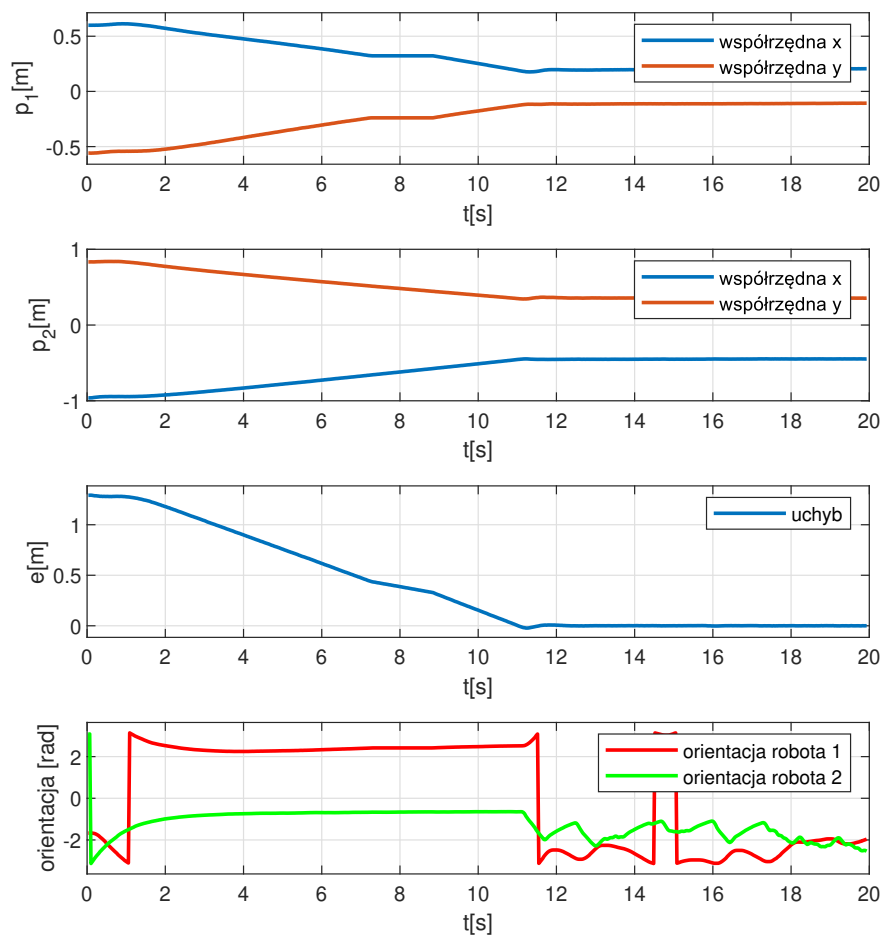 0.5
0
-0.5
p1[m]
współrzędna x
współrzędna y
0 2 4 6 8 10 12 14 16 18 20
t[s]
1
0
-1
p2[m]
współrzędna x
współrzędna y
0 2 4 6 8 10 12 14 16 18 20
t[s]
1
0.5
0
e[m]
uchyb
0 2 4 6 8 10 12 14 16 18 20
t[s]
2
0
-2
orientacja [rad]
orientacja robota 1
orientacja robota 2
0 2 4 6 8 10 12 14 16 18 20
t[s]